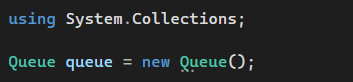 using System.Collections;
Queue queue = new Queue();